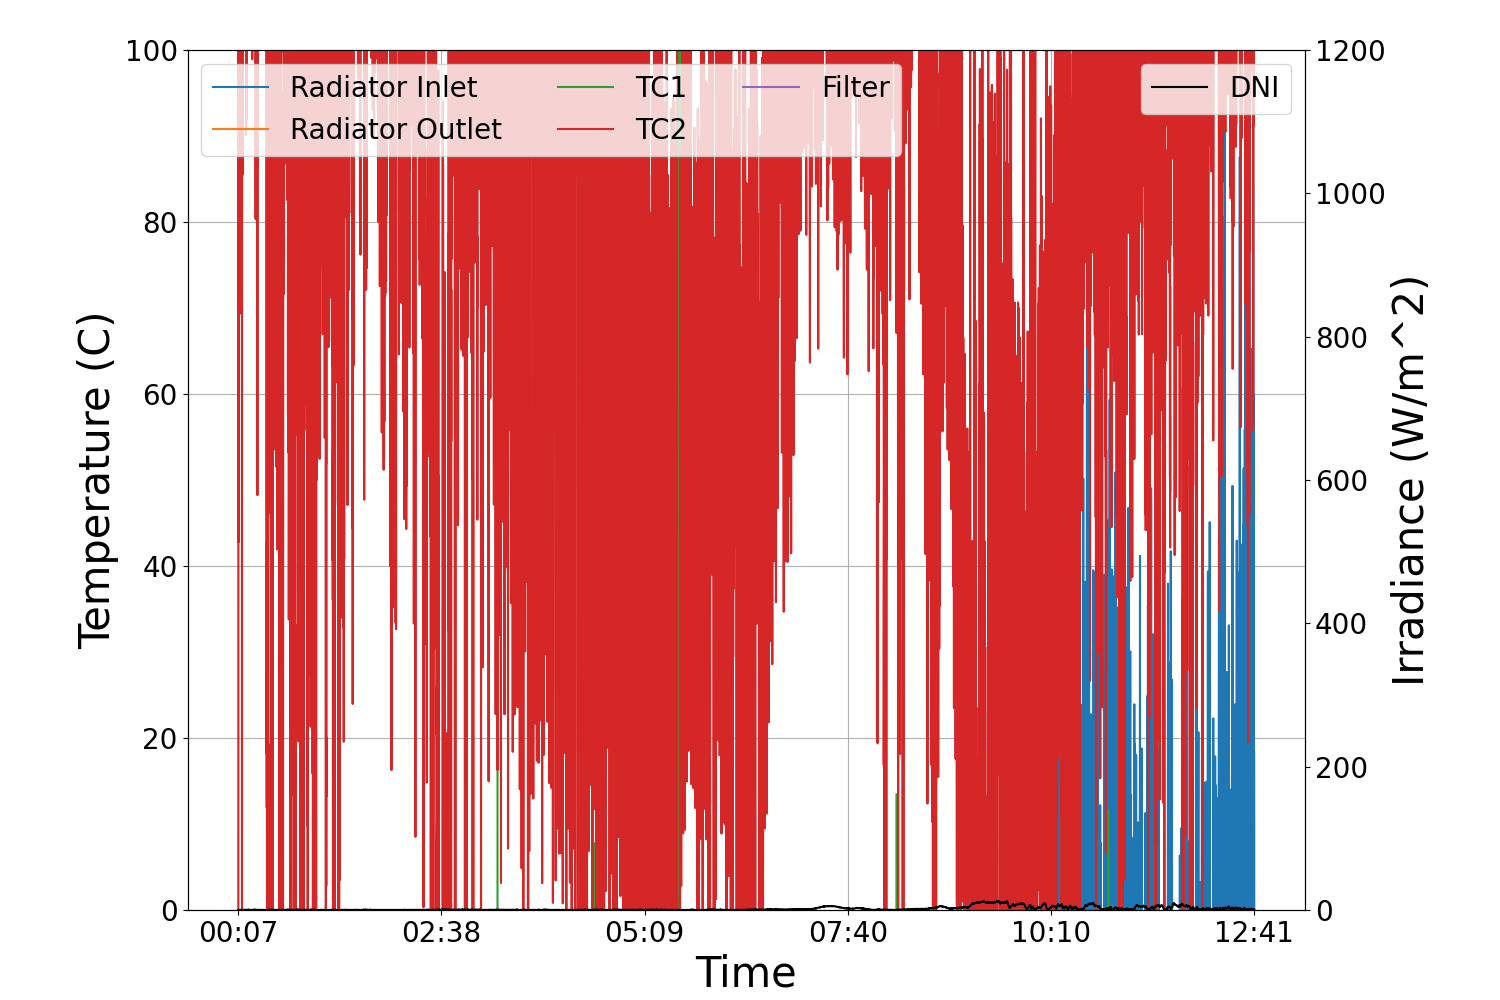 100
80
60
40
20
0
Temperature (C)
Radiator Inlet
Radiator Outlet
TC1
TC2
Filter
DNI
1200
1000
800
600
400
200
0
Irradiance (W/m^2)
00:07 02:38 05:09 07:40 10:10 12:41
Time